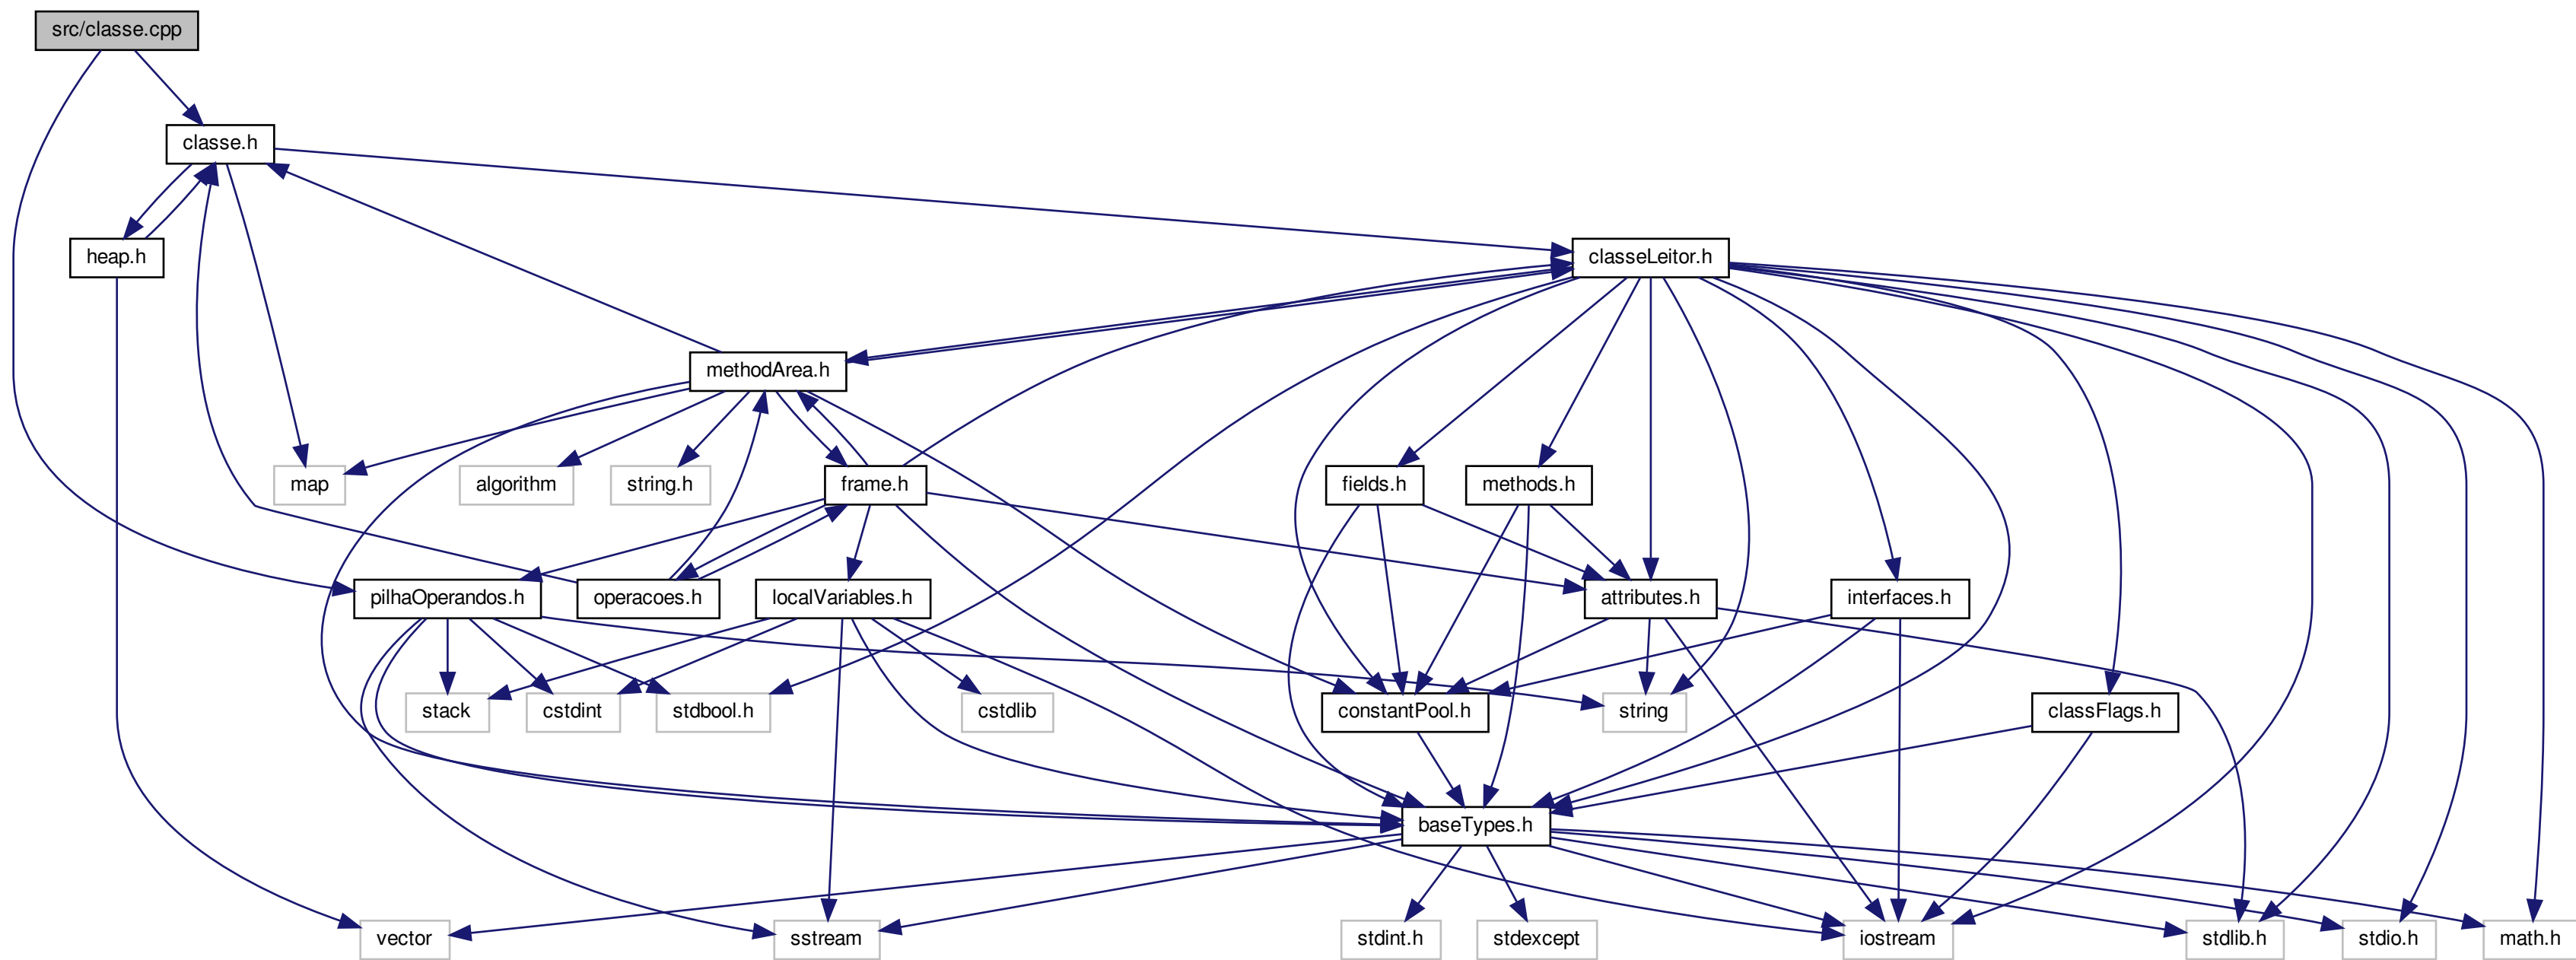 src/classe.cpp
classe.h
heap.h
classeLeitor.h
methodArea.h
map
algorithm
string.h
frame.h
fields.h
methods.h
pilhaOperandos.h
operacoes.h
localVariables.h
attributes.h
interfaces.h
stack
cstdint
stdbool.h
cstdlib
constantPool.h
string
classFlags.h
baseTypes.h
vector
sstream
stdint.h
stdexcept
iostream
stdlib.h
stdio.h
math.h